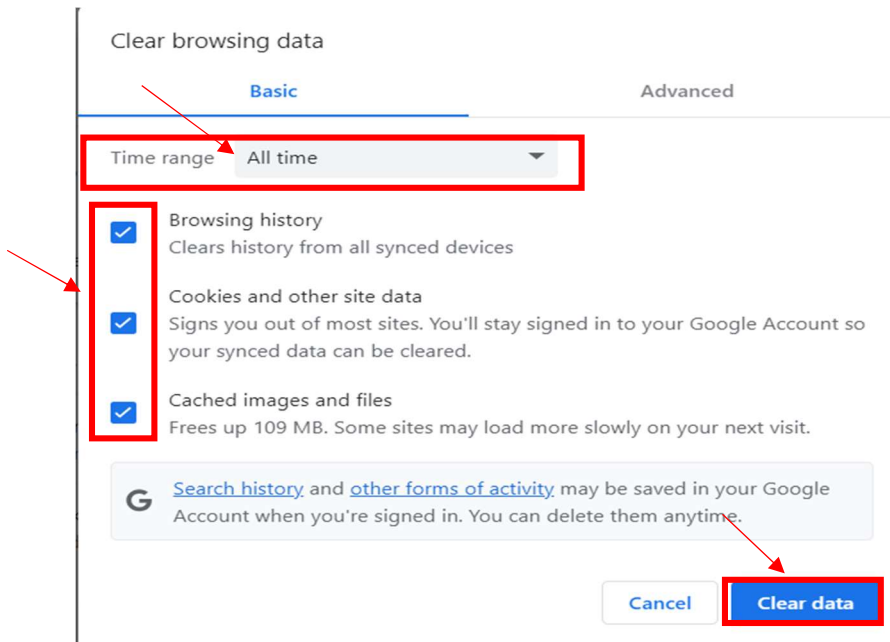 Clear browsing data
Basic
Advanced
Time range
All time
Browsing history
Clears history from all synced devices
Cookies and other site data
Signs you out of most sites. You'll stay signed in to your Google Account so
your synced data can be cleared.
Cached images and files
Frees up 109 MB. Some sites may load more slowly on your next visit.
G
Search history and other forms of activity may be saved in your Google
Account when you're signed in. You can delete them anytime.
Cancel
Clear data